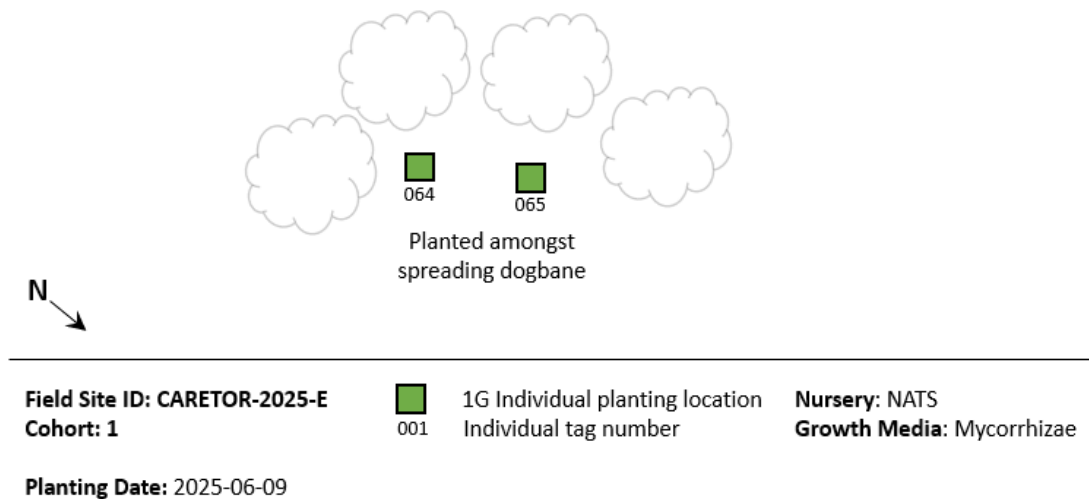 064
065
Planted amongst
spreading dogbane
N
Field Site ID: CARETOR-2025-E
Cohort: 1
Planting Date: 2025-06-09
001
1G Individual planting location
Individual tag number
Nursery: NATS
Growth Media: Mycorrhizae